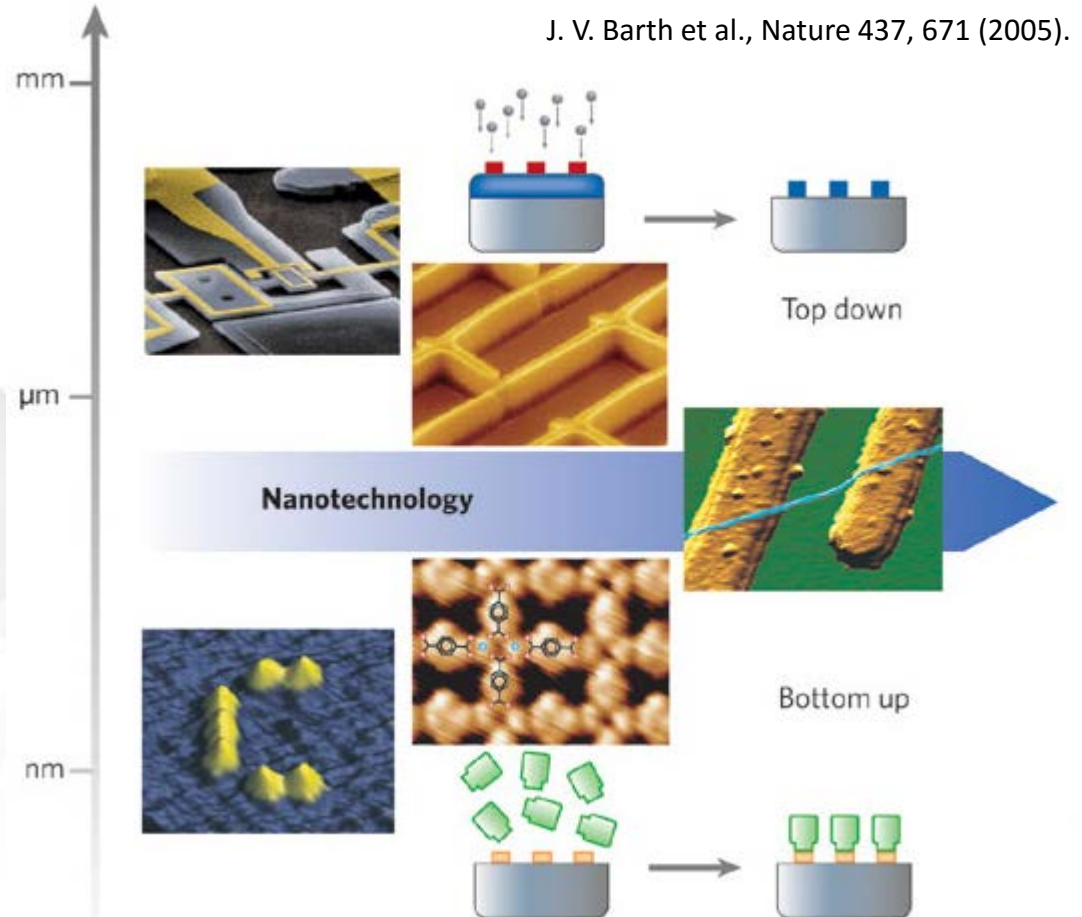 J. V. Barth et al., Nature 437, 671 (2005).
mm
Top down
µm
Nanotechnology
Bottom up
nm